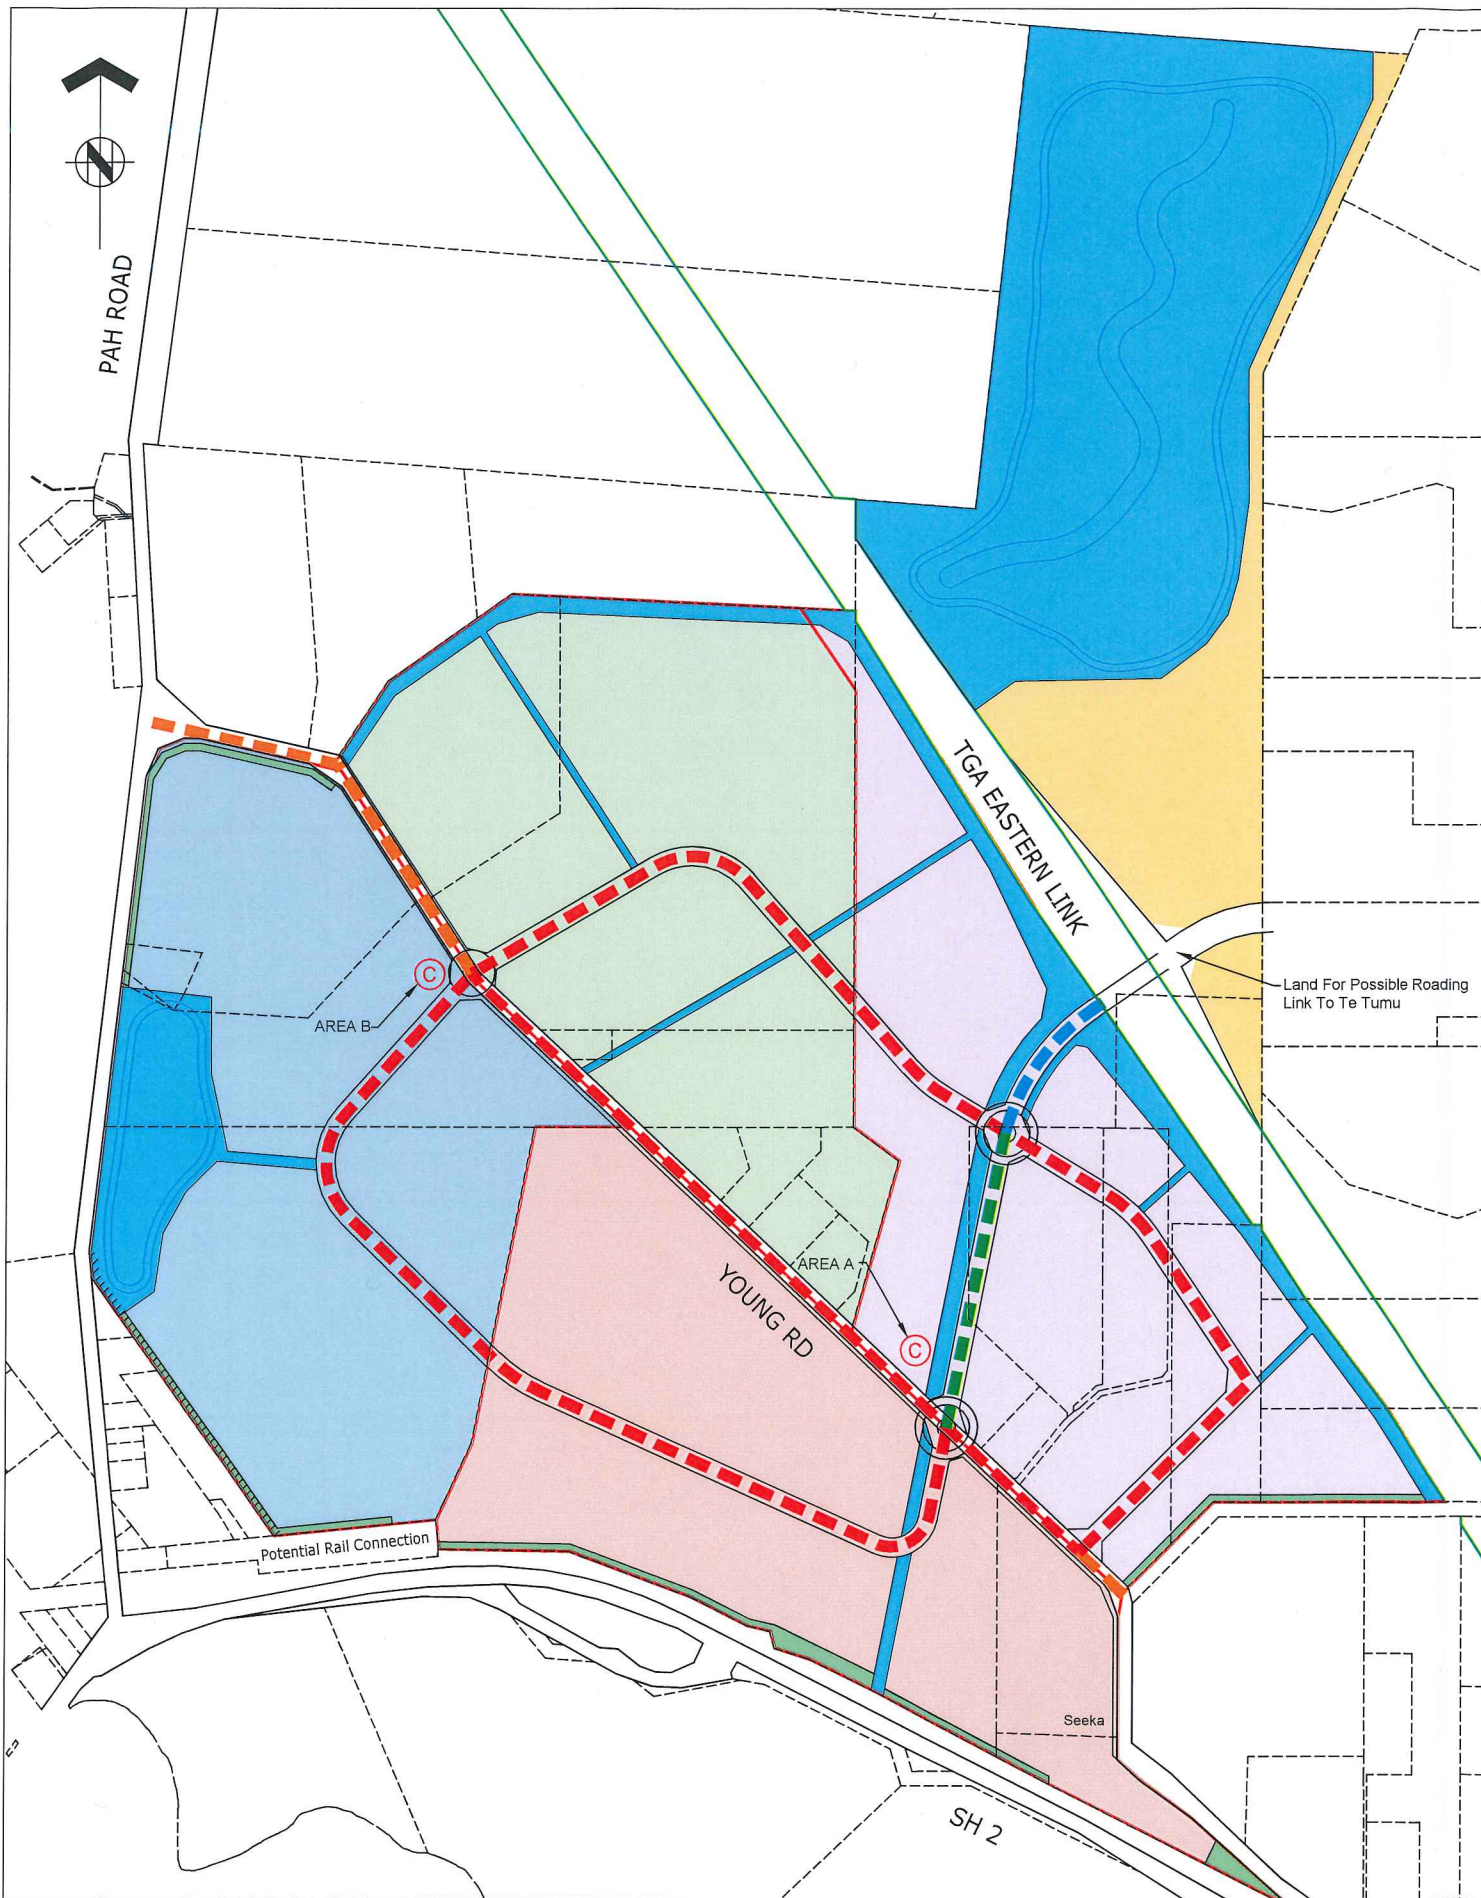 PAH ROAD
TGA EASTERN LINK
Land For Possible Roading
Link To Te Tumu
C
AREA B
AREA A
YOUNG RD
C
Potential Rail Connection
Seeka
SH 2